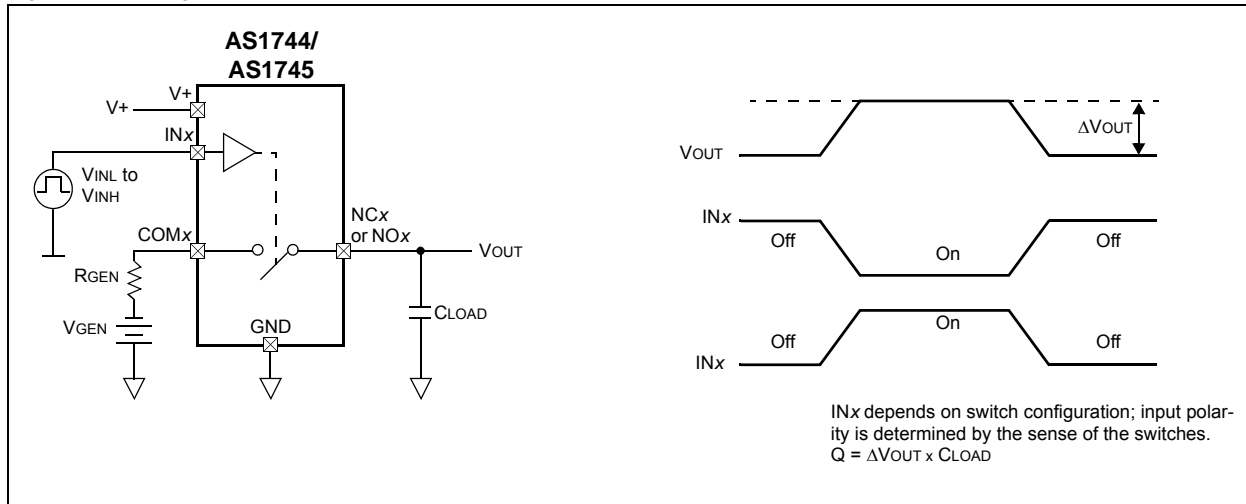 AS1744/
AS1745
V+
V+
INx
VINL to
VINH
COMx
NCx
or NOx
VOUT
RGEN
VGEN
GND
CLOAD
ΔVOUT
VOUT
INx
Off
On
Off
Off
On
Off
INx
INx depends on switch configuration; input polar-
ity is determined by the sense of the switches.
Q = ΔVOUT x CLOAD